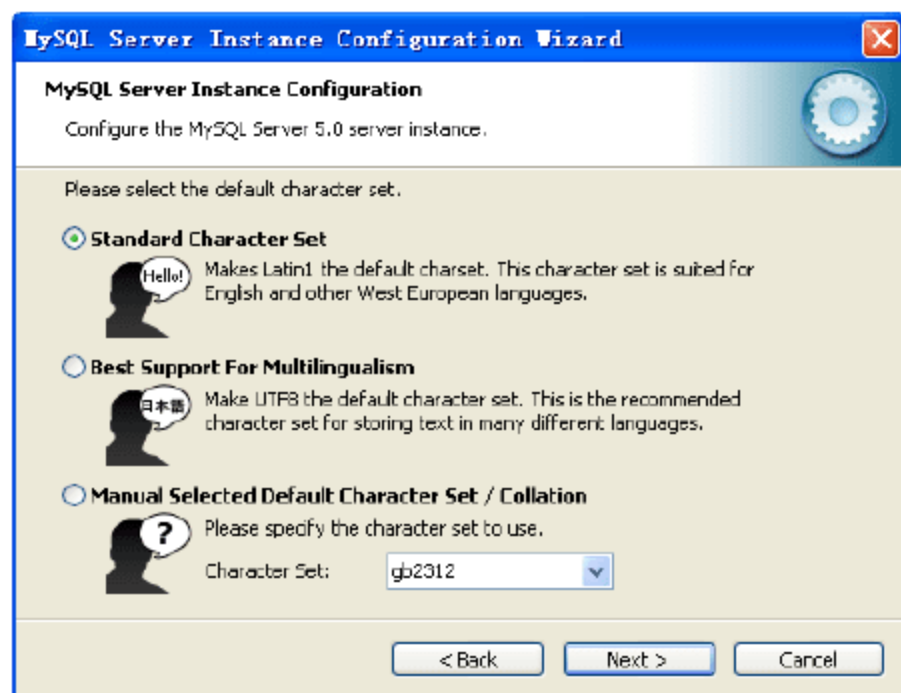 MySQL Server Instance Configuration Wizard
MySQL Server Instance Configuration
Configure the MySQL Server 5.0 server instance.
Please select the default character set.
Standard Character Set
Hello!
Makes Latin1 the default charset. This character set is suited for
English and other West European languages.
Best Support For Multilingualism
日本語
Make UTF8 the default character set. This is the recommended
character set for storing text in many different languages.
Manual Selected Default Character Set / Collation
?
Please specify the character set to use.
Character Set: gb2312
< Back Next > Cancel